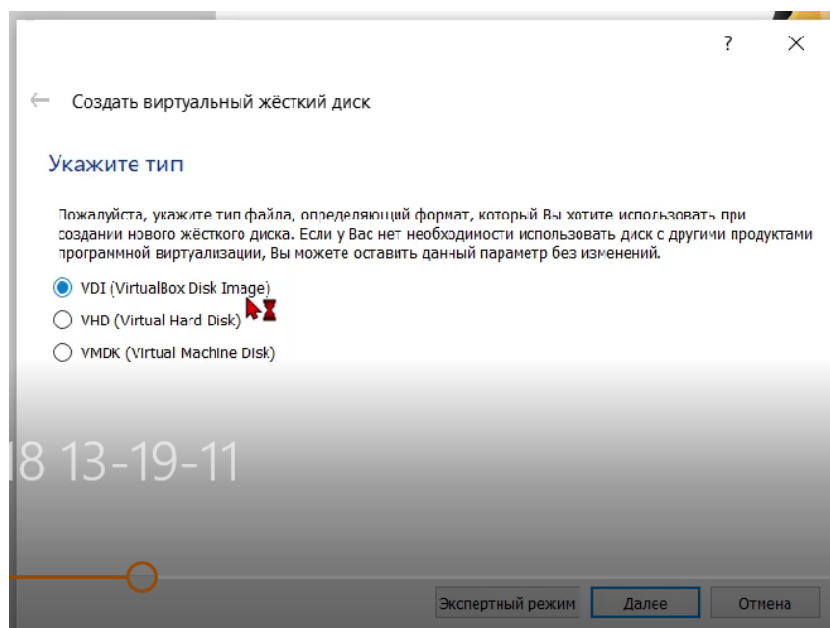 ?
Создать виртуальный жёсткий диск
Укажите тип
Пожалуйста, укажите тип файла, определяющий формат, который Вы хотите использовать при
создании нового жёсткого диска. Если у Вас нет необходимости использовать диск с другими продуктами
программной виртуализации, Вы можете оставить данный параметр без изменений.
VDI (VirtualBox Disk Image)
VHD (Virtual Hard Disk)
VMDK (Virtual Machine Disk)
18 13-19-11
Экспертный режим
Далее
Отмена